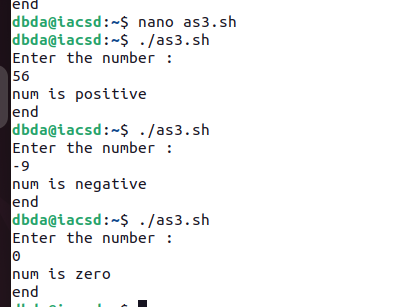 end
dbda@iacsd:~$ nano as3.sh
dbda@iacsd:~$ ./as3.sh
Enter the number :
56
num is positive
end
dbda@iacsd:~$ ./as3.sh
Enter the number :
-9
num is negative
end
dbda@iacsd:~$ ./as3.sh
Enter the number :
0
num is zero
end
dbda@iacsd:~$